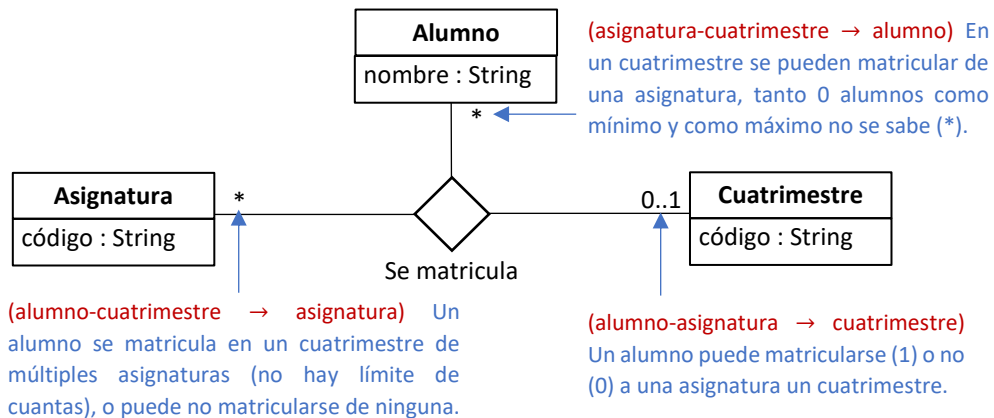 Alumno
nombre : String
*
(asignatura-cuatrimestre → alumno) En
un cuatrimestre se pueden matricular de
una asignatura, tanto 0 alumnos como
mínimo y como máximo no se sabe (*).
Asignatura
código : String
*
Se matricula
0..1
Cuatrimestre
código : String
(alumno-cuatrimestre → asignatura) Un
alumno se matricula en un cuatrimestre de
múltiples asignaturas (no hay límite de
cuantas), o puede no matricularse de ninguna.
(alumno-asignatura → cuatrimestre)
Un alumno puede matricularse (1) o no
(0) a una asignatura un cuatrimestre.